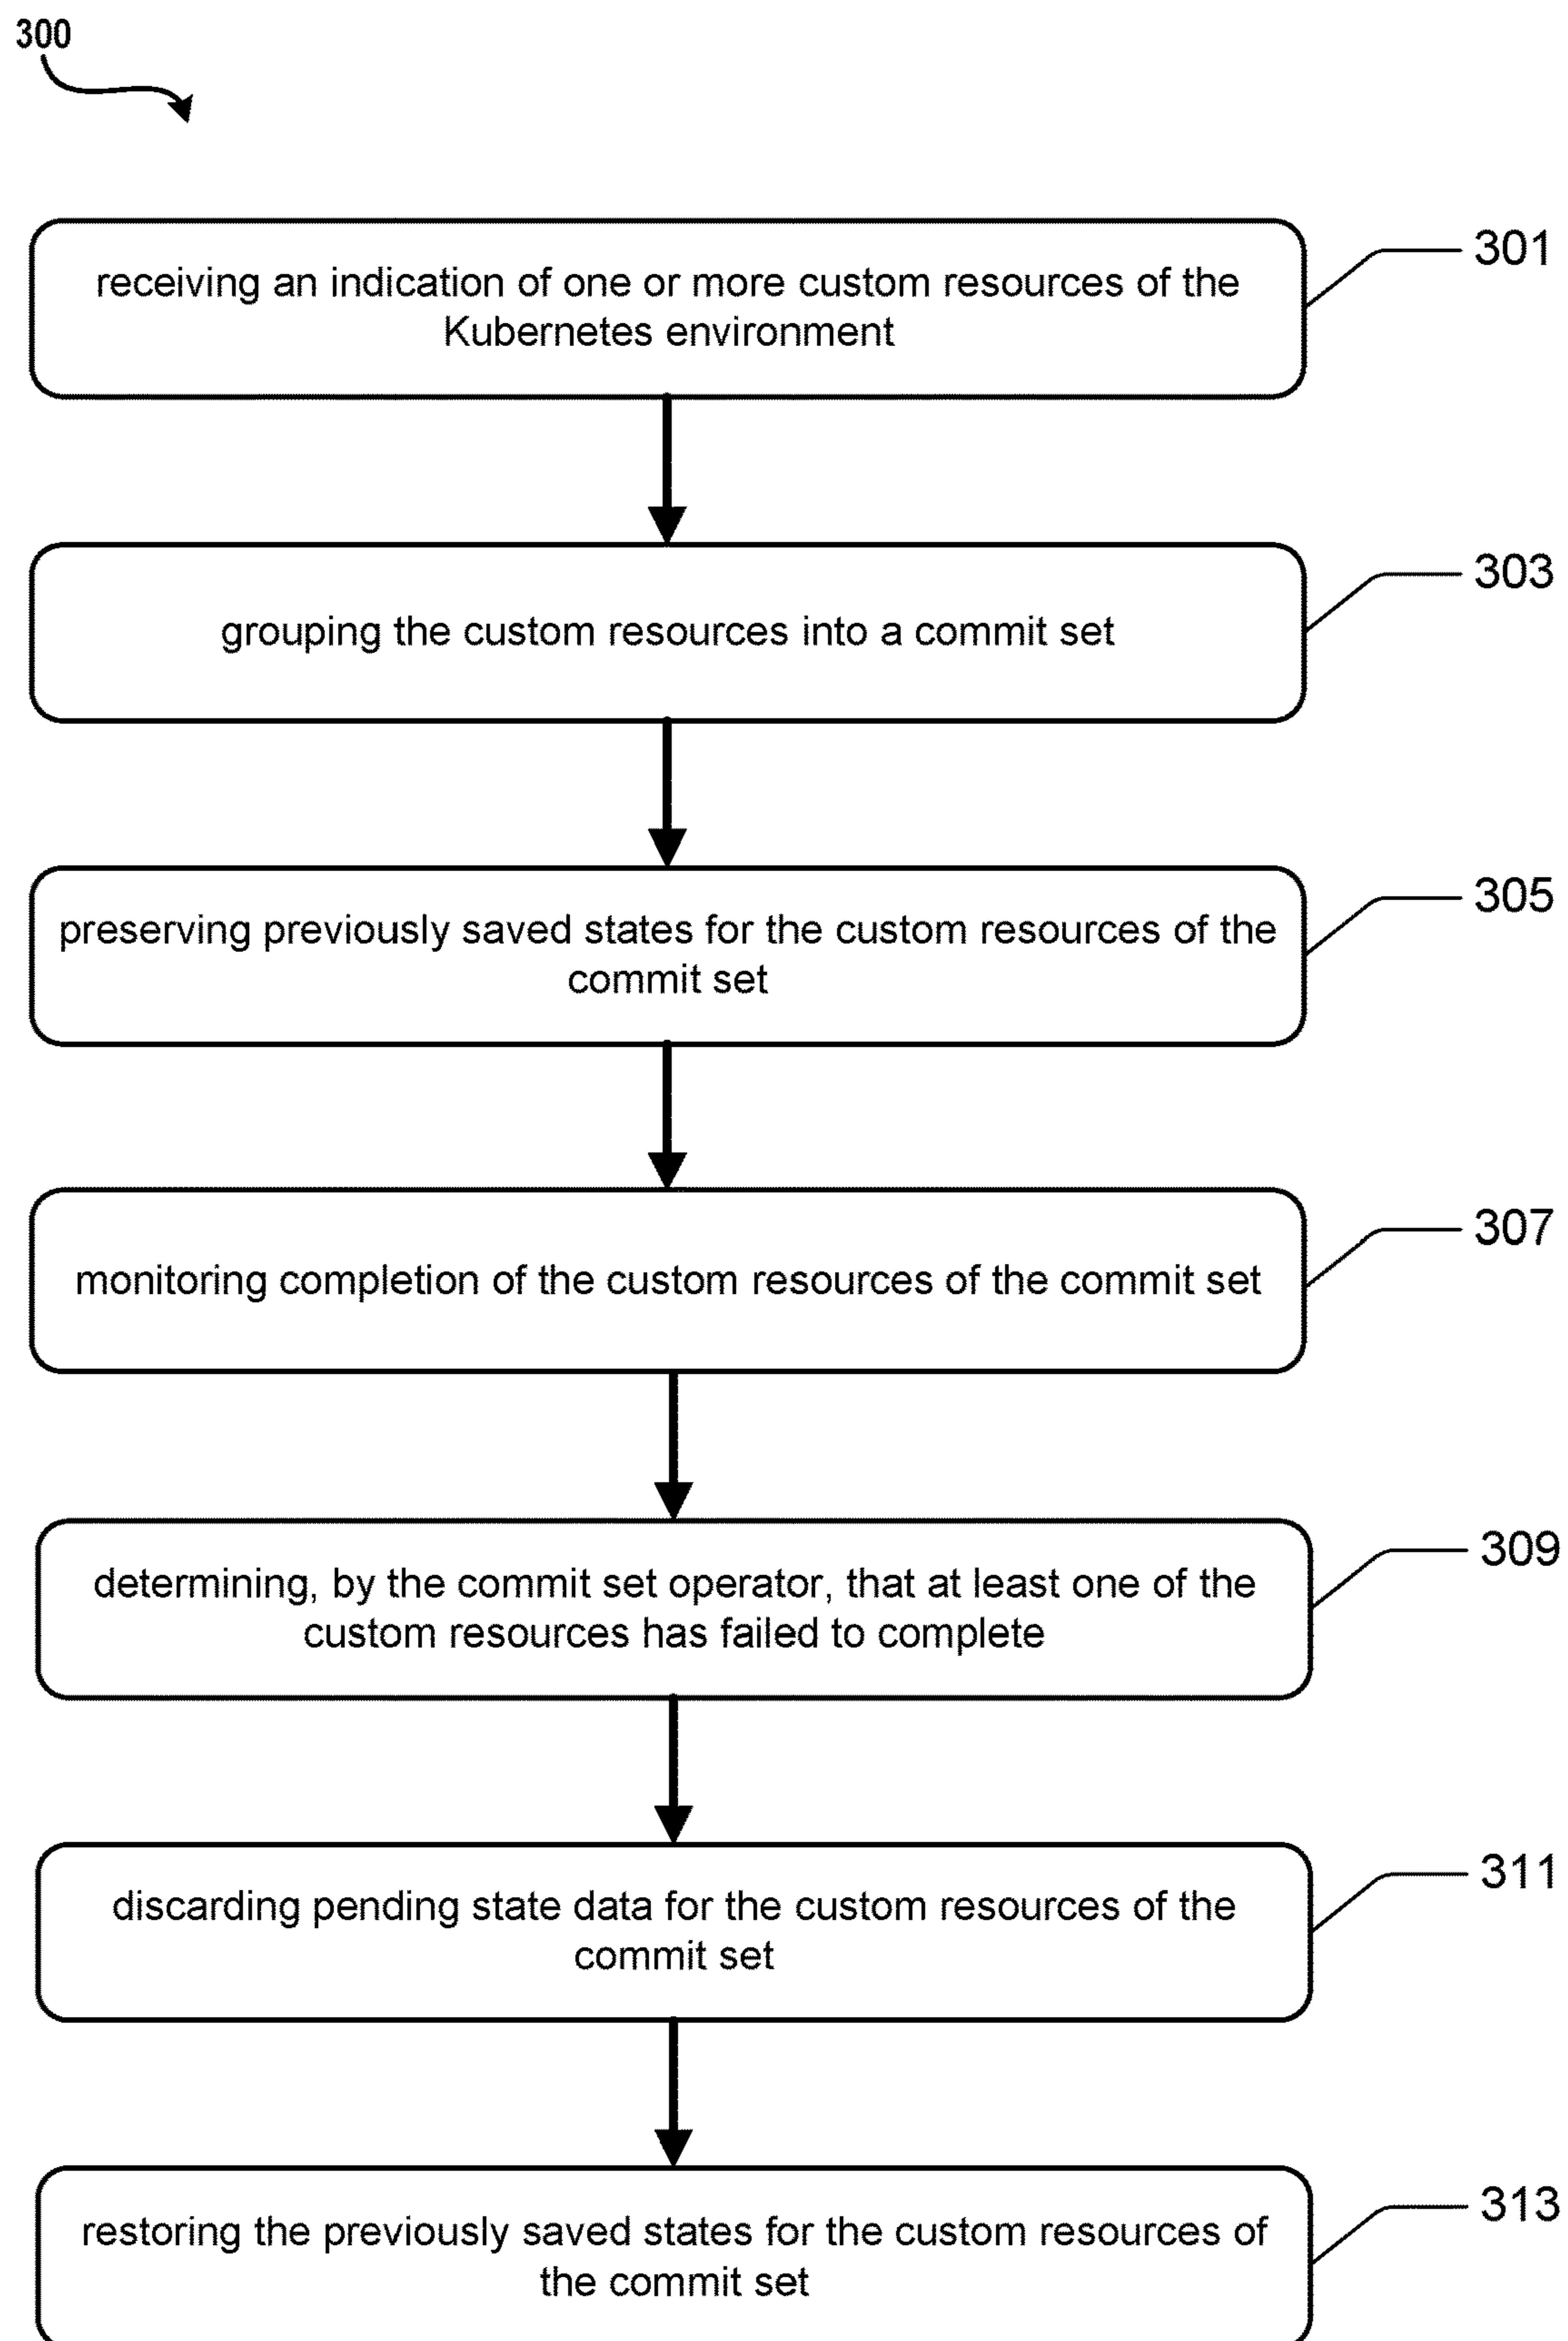 300
receiving an indication of one or more custom resources of the
Kubernetes environment
301
grouping the custom resources into a commit set
303
preserving previously saved states for the custom resources of the
commit set
305
monitoring completion of the custom resources of the commit set
307
determining, by the commit set operator, that at least one of the
custom resources has failed to complete
309
discarding pending state data for the custom resources of the
commit set
311
restoring the previously saved states for the custom resources of
the commit set
313